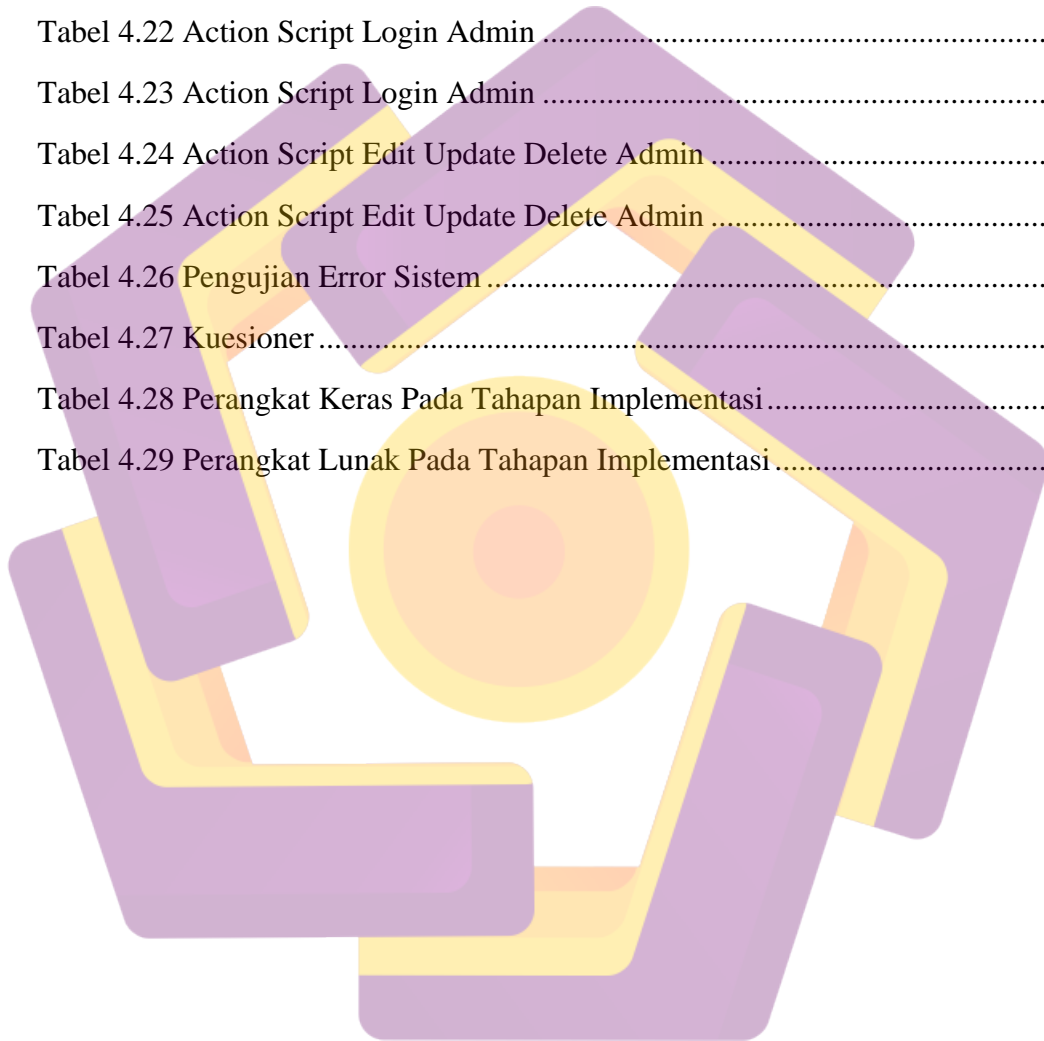 Tabel 4.22 Action Script Login Admin ..........................................................................
Tabel 4.23 Action Script Login Admin ..........................................................................
Tabel 4.24 Action Script Edit Update Delete Admin ..................................................
Tabel 4.25 Action Script Edit Update Delete Admin ..................................................
Tabel 4.26 Pengujian Error Sistem ..................................................................................
Tabel 4.27 Kuesioner ..........................................................................................................
Tabel 4.28 Perangkat Keras Pada Tahapan Implementasi .........................................
Tabel 4.29 Perangkat Lunak Pada Tahapan Implementasi ........................................